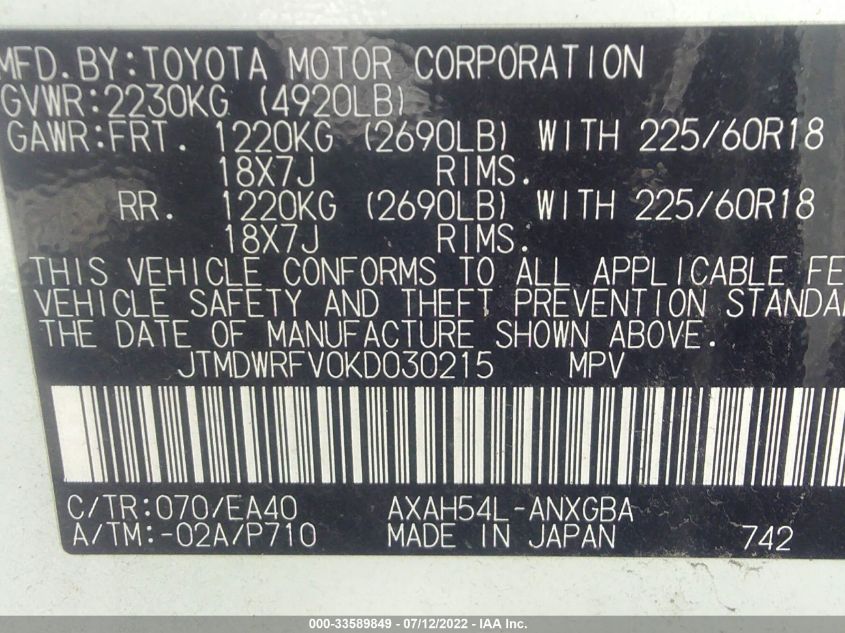 MFD.BY:TOYOTA MOTOR CORPORATION
GVWR:2230KG (4920LB)
GAWR:FRT. 1220KG (2690LB) WITH 225/60R18
18X7J RIMS.
RR. 1220KG (2690LB) WITH 225/60R18
18X7J RIMS.
THIS VEHICLE CONFORMS TO ALL APPLICABLE FE
VEHICLE SAFETY AND THEFT PREVENTION STANDA
THE DATE OF MANUFACTURE SHOWN ABOVE.
JTMDWRFV0KD030215 MPV
C/TR:070/EA40 AXAH54L-ANXGBA
A/TM:-02A/P710 MADE IN JAPAN 742
000-33589849 - 07/12/2022 - IAA Inc.